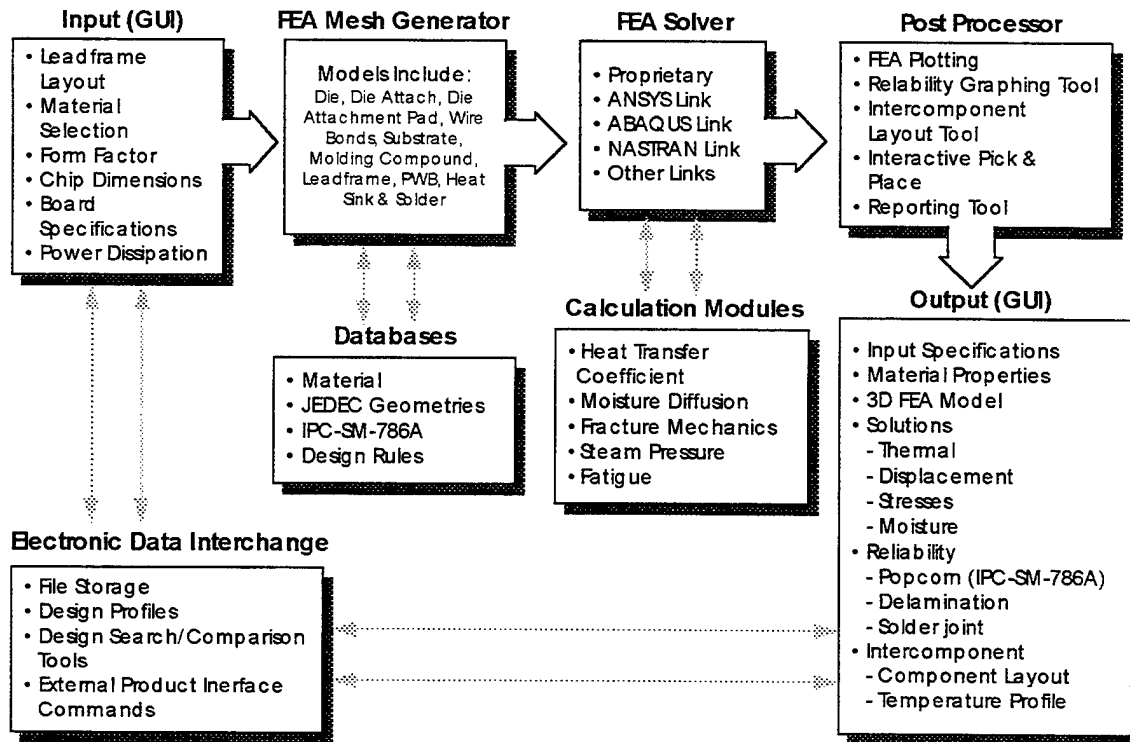 Input (GUI)
• Leadframe
Layout
• Material
Selection
• Form Factor
• Chip Dimensions
• Board
Specifications
• Power Dissipation
FEA Mesh Generator
Models Include:
Die, Die Attach, Die
Attachment Pad, Wire
Bonds, Substrate,
Molding Compound,
Leadframe, PWB, Heat
Sink & Solder
FEA Solver
• Proprietary
• ANSYS Link
• ABAQUS Link
• NASTRAN Link
• Other Links
Post Processor
• FEA Plotting
• Relability Graphing Tool
• Intercomponent
Layout Tool
• Interactive Pick &
Place
• Reporting Tool
Databases
• Material
• JEDEC Geometries
• IPC-SM-786A
• Design Rules
Calculation Modules
• Heat Transfer
Coefficient
• Moisture Diffusion
• Fracture Mechanics
• Steam Pressure
• Fatigue
Output (GUI)
• Input Specifications
• Material Properties
• 3D FEA Model
• Solutions
- Thermal
- Displacement
- Stresses
- Moisture
• Reliability
- Popcorn (IPC-SM-786A)
- Delamination
- Solder joint
• Intercomponent
- Component Layout
- Temperature Profile
Electronic Data Interchange
• File Storage
• Design Profiles
• Design Search/Comparison
Tools
• External Product Inerface
Commands